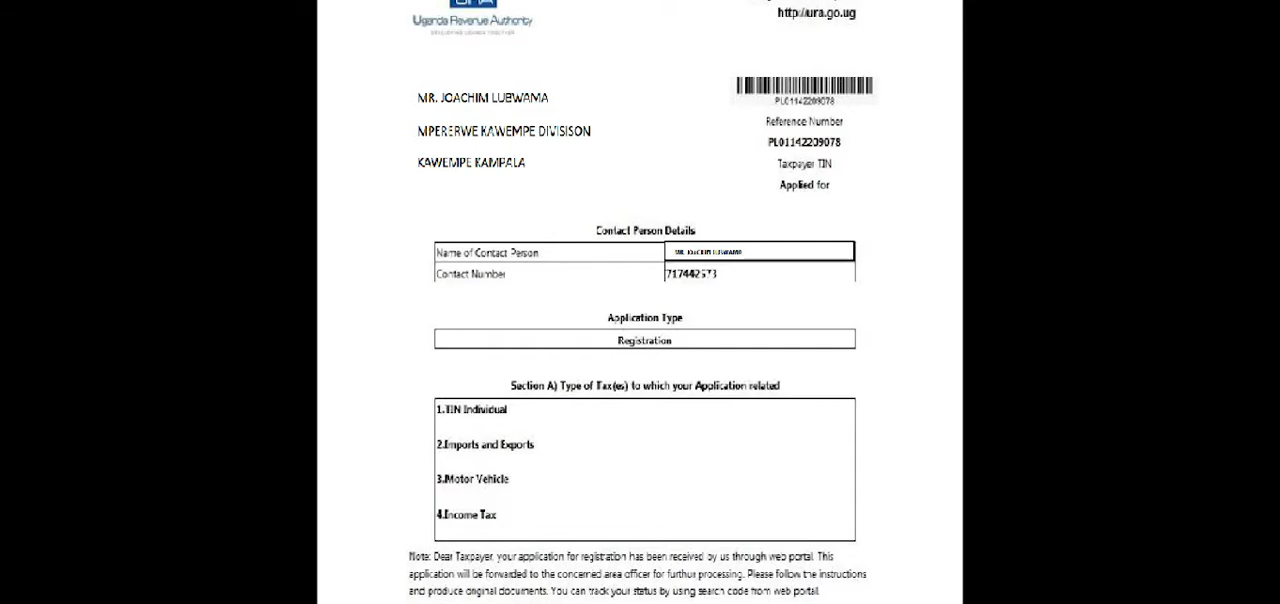 Uganda Revenue Authority
http://ura.go.ug
MR. JOACHIM LUBWAMA
MPERERWE KAWEMPE DIVISISON
KAWEMPE KAMPALA
PL01142209078
Reference Number
PL01142209078
Taxpayer TIN
Applied for
Contact Person Details
Name of Contact Person MR. JOACHIM LUBWAMA
Contact Number 717442573
Application Type
Registration
Section A) Type of Tax(es) to which your Application related
1.TIN Individual
2.Imports and Exports
3.Motor Vehicle
4.Income Tax
Note: Dear Taxpayer, your application for registration has been received by us through web portal. This
application will be forwarded to the concerned area officer for furthur processing. Please follow the instructions
and produce original documents. You can track your status by using search code from web portal.